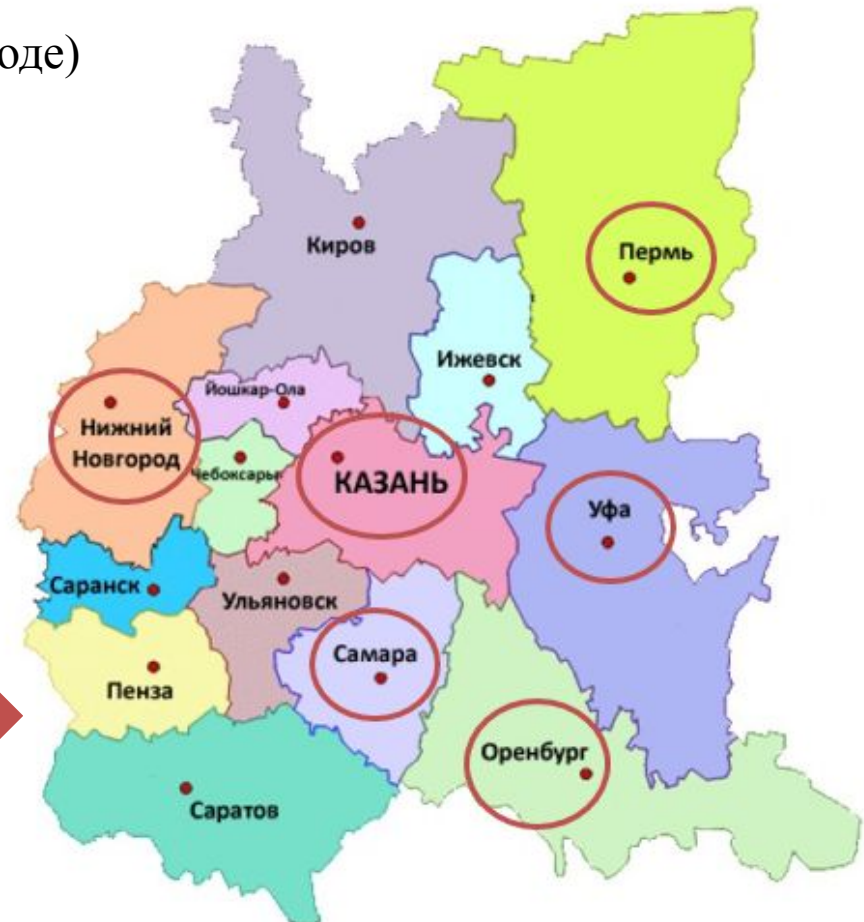 оде)
Киров
Пермь
Ижевск
Йошкар-Ола
Нижний
Новгород
Чебоксары
КАЗАНЬ
Уфа
Саранск
Ульяновск
Самара
Пенза
Оренбург
Саратов